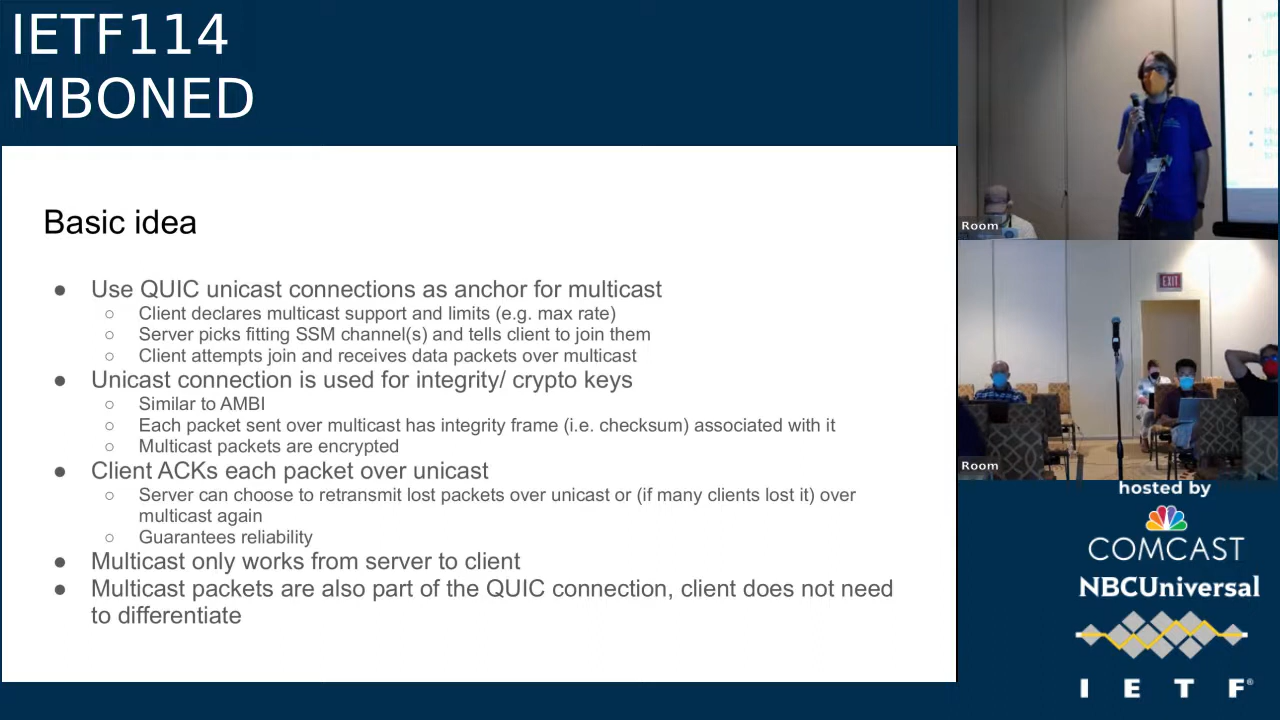 IETF114
MBONED
Basic idea
● Use QUIC unicast connections as anchor for multicast
○ Client declares multicast support and limits (e.g. max rate)
○ Server picks fitting SSM channel(s) and tells client to join them
○ Client attempts join and receives data packets over multicast
● Unicast connection is used for integrity/ crypto keys
○ Similar to AMBI
○ Each packet sent over multicast has integrity frame (i.e. checksum) associated with it
○ Multicast packets are encrypted
● Client ACKs each packet over unicast
○ Server can choose to retransmit lost packets over unicast or (if many clients lost it) over
multicast again
○ Guarantees reliability
● Multicast only works from server to client
● Multicast packets are also part of the QUIC connection, client does not need
to differentiate
Room
EXIT
Room
hosted by
COMCAST
NBCUniversal
I E T F®